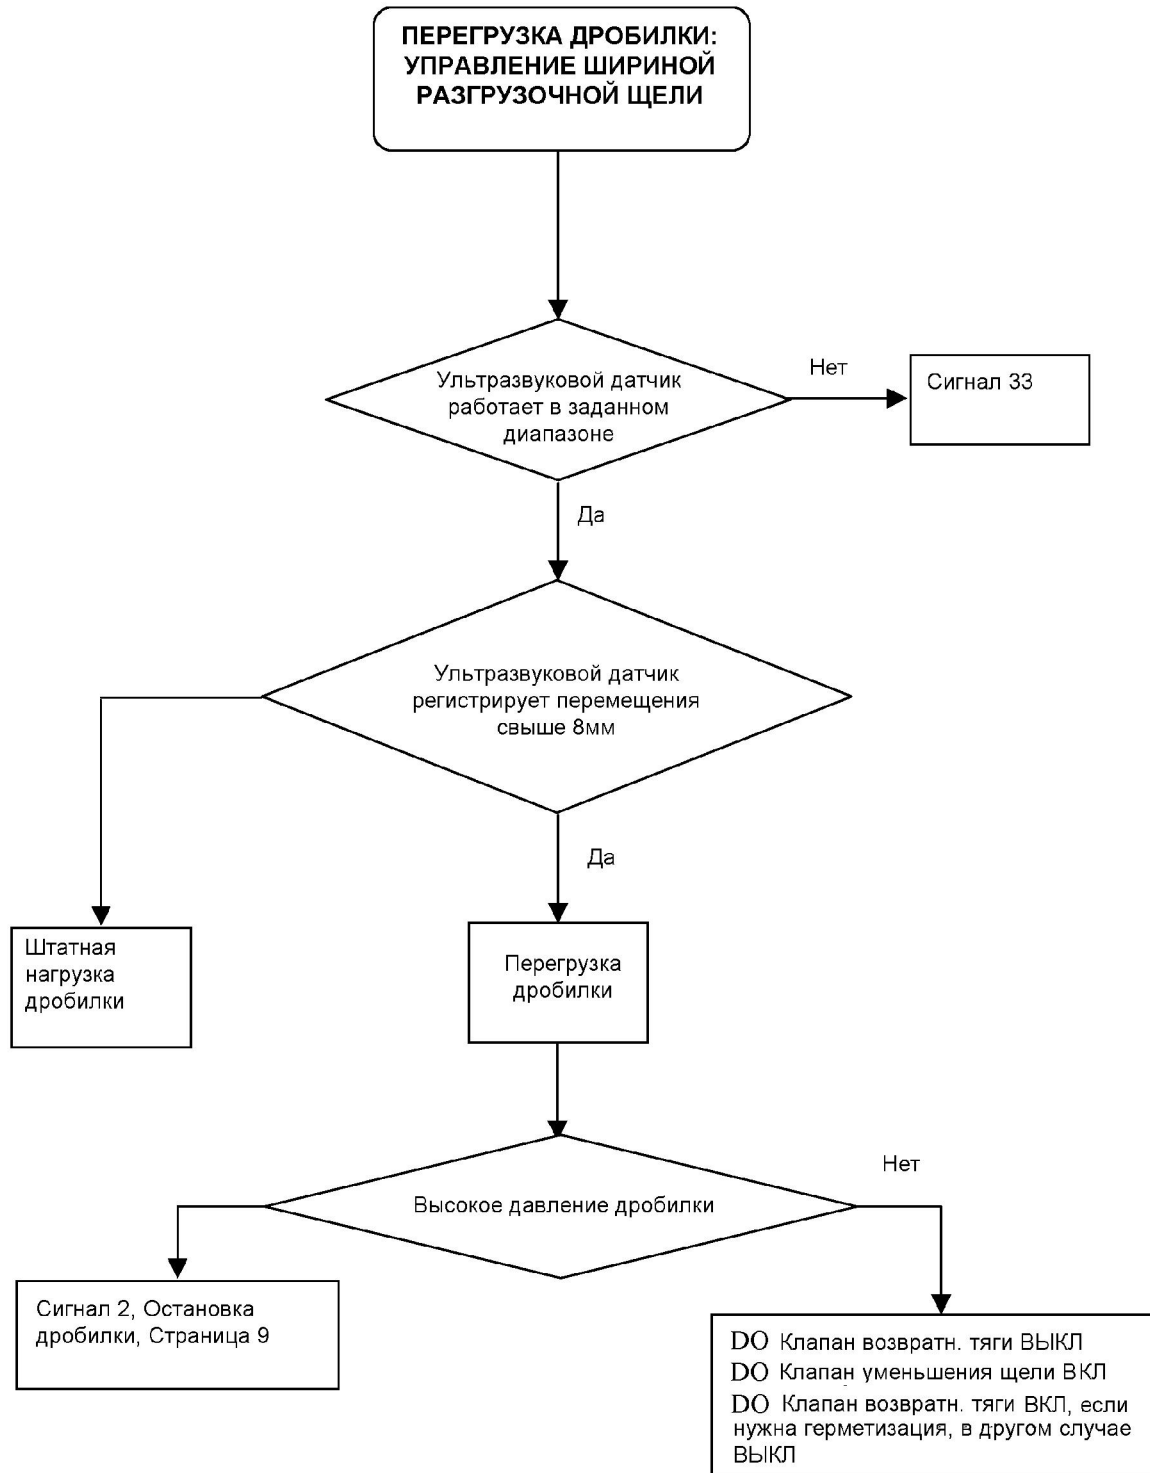 ПЕРЕГРУЗКА ДРОБИЛКИ:
УПРАВЛЕНИЕ ШИРИНОЙ
РАЗГРУЗОЧНОЙ ЩЕЛИ
Ультразвуковой датчик
работает в заданном
диапазоне
Нет
Сигнал 33
Да
Ультразвуковой датчик
регистрирует перемещения
свыше 8мм
Да
Штатная
нагрузка
дробилки
Перегрузка
дробилки
Высокое давление дробилки
Нет
Сигнал 2, Остановка
дробилки, Страница 9
DO Клапан возвратн. тяги ВЫКЛ
DO Клапан уменьшения щели ВКЛ
DO Клапан возвратн. тяги ВКЛ, если
нужна герметизация, в другом случае
ВЫКЛ